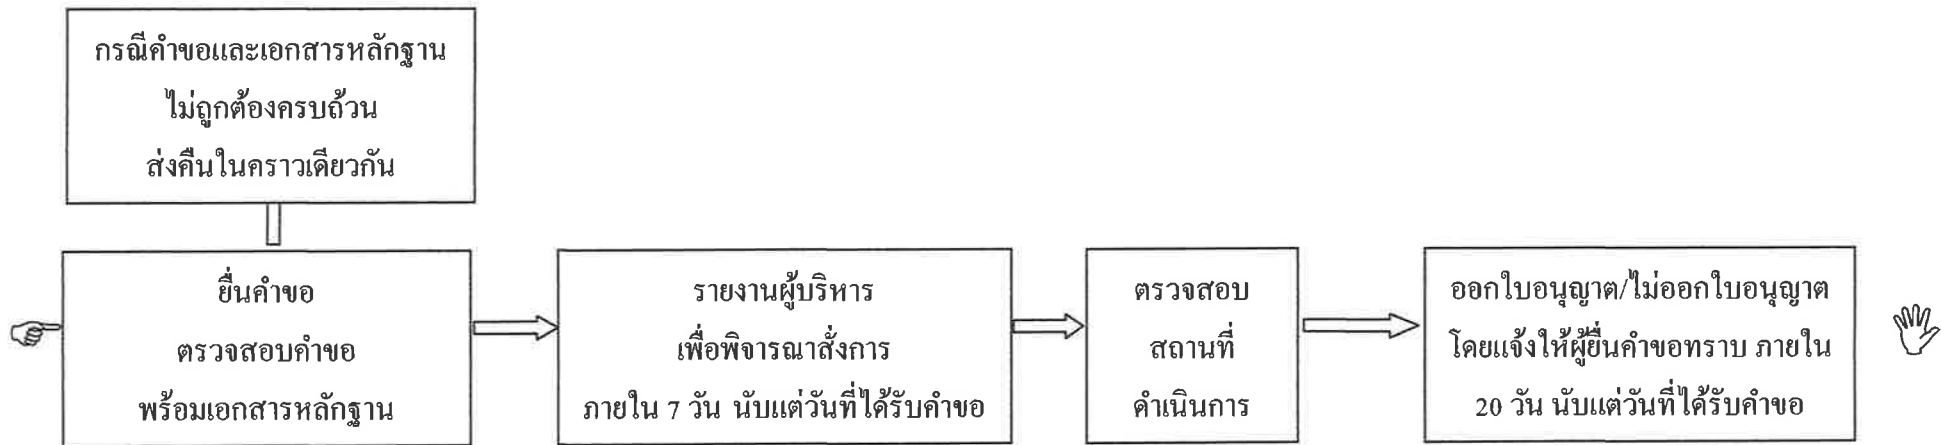 กรณีคำขอและเอกสารหลักฐาน
ไม่ถูกต้องครบถ้วน
ส่งคืนในคราวเดียวกัน
ยื่นคำขอ
ตรวจสอบคำขอ
พร้อมเอกสารหลักฐาน
รายงานผู้บริหาร
เพื่อพิจารณาสั่งการ
ภายใน 7 วัน นับแต่วันที่ได้รับคำขอ
ตรวจสอบ
สถานที่
ดำเนินการ
ออกใบอนุญาต/ไม่ออกใบอนุญาต
โดยแจ้งให้ผู้ยื่นคำขอทราบ ภายใน
20 วัน นับแต่วันที่ได้รับคำขอ